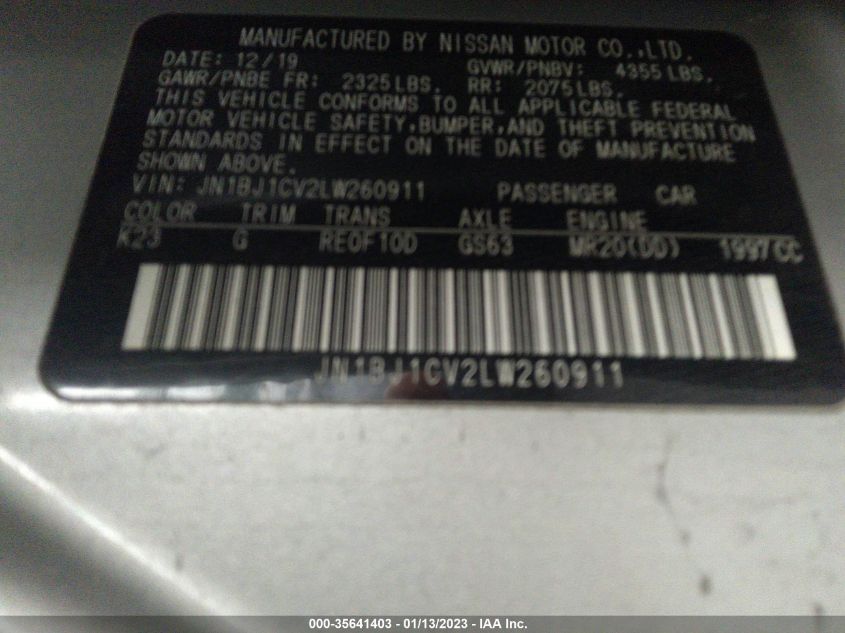 MANUFACTURED BY NISSAN MOTOR CO.,LTD.
DATE: 12/19 GVWR/PNBV: 4355LBS.
GAWR/PNBE FR: 2325LBS. RR: 2075LBS.
THIS VEHICLE CONFORMS TO ALL APPLICABLE FEDERAL
MOTOR VEHICLE SAFETY,BUMPER,AND THEFT PREVENTION
STANDARDS IN EFFECT ON THE DATE OF MANUFACTURE
SHOWN ABOVE.
VIN: JN1BJ1CV2LW260911 PASSENGER CAR
COLOR TRIM TRANS AXLE ENGINE
K23 G RE0F10D GS63 MR20(DD) 1997CC
JN1BJ1CV2LW260911
000-35641403 - 01/13/2023 - IAA Inc.